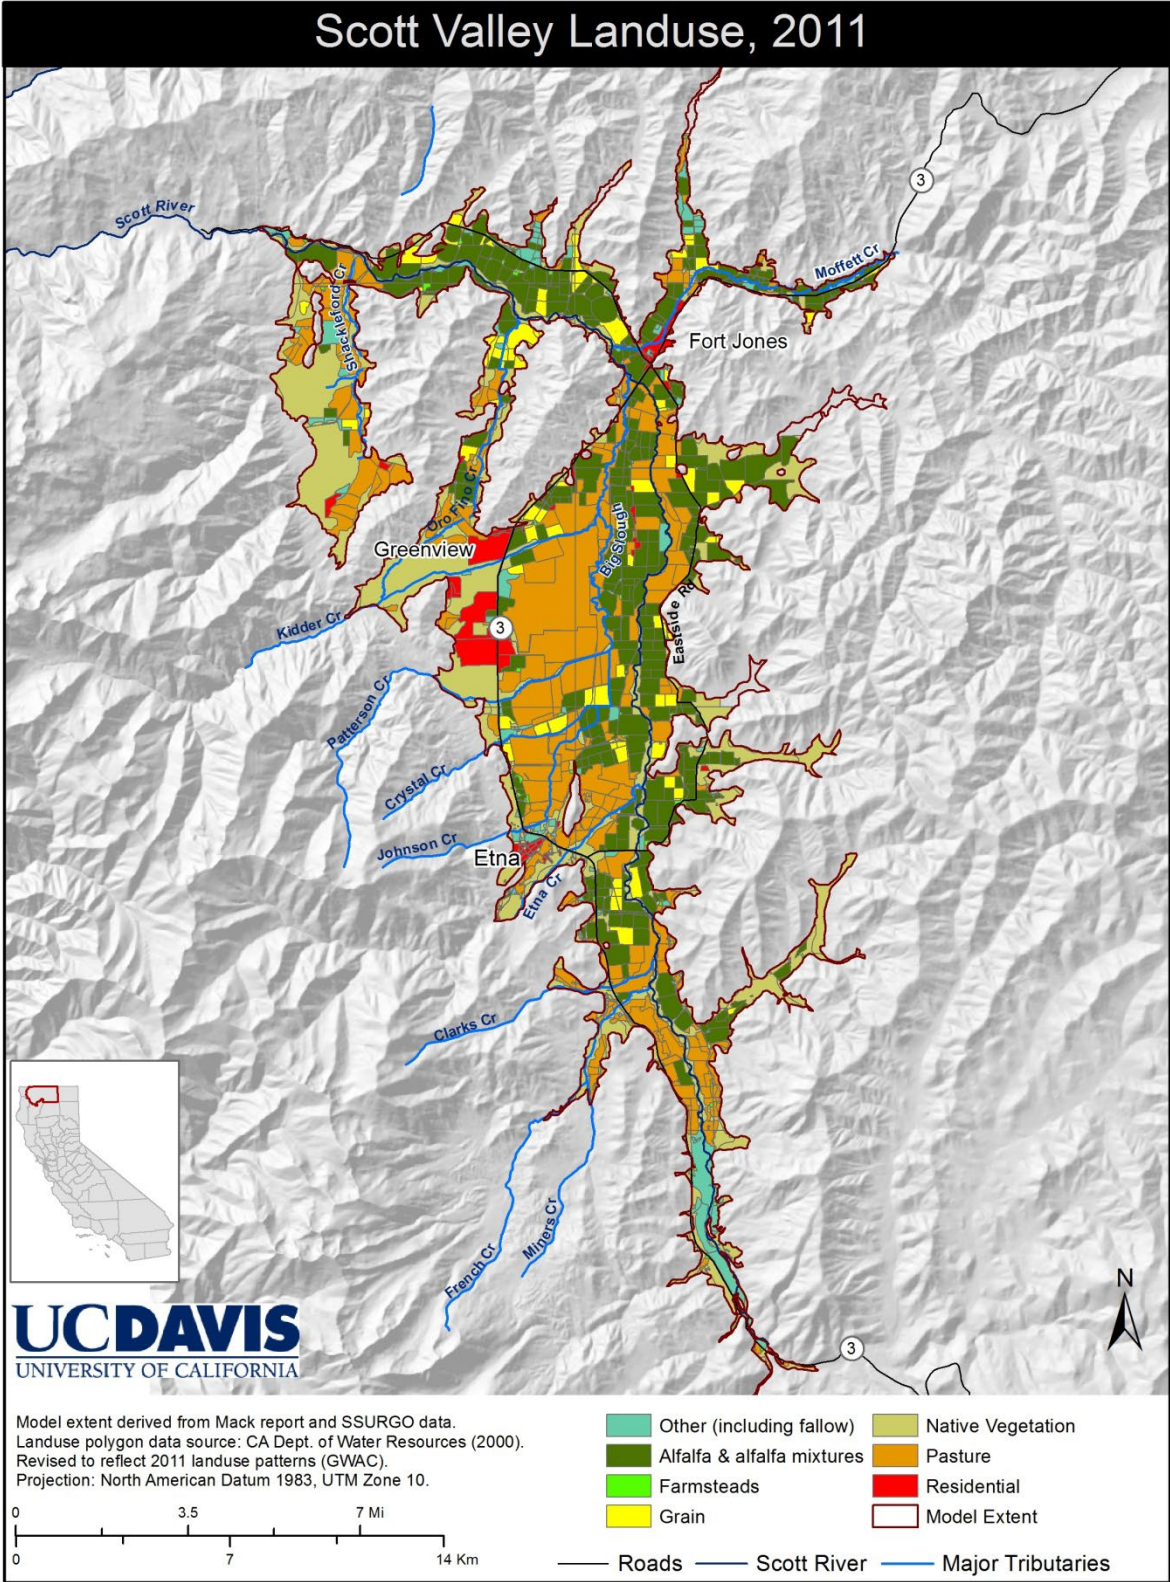 Scott Valley Landuse, 2011
3
Scott River
Moffett Cr
Shackleford Cr
Fort Jones
Oro Fino Cr
Greenview
Big Slough
Kidder Cr
3
Eastside Rd
Patterson Cr
Crystal Cr
Johnson Cr
Etna
Etna Cr
Clarks Cr
Miners Cr
French Cr
N
3
UCDAVIS
UNIVERSITY OF CALIFORNIA
Model extent derived from Mack report and SSURGO data.
Landuse polygon data source: CA Dept. of Water Resources (2000).
Revised to reflect 2011 landuse patterns (GWAC).
Projection: North American Datum 1983, UTM Zone 10.
0 3.5 7 Mi
0 7 14 Km
Other (including fallow)
Alfalfa & alfalfa mixtures
Farmsteads
Grain
Native Vegetation
Pasture
Residential
Model Extent
Roads
Scott River
Major Tributaries